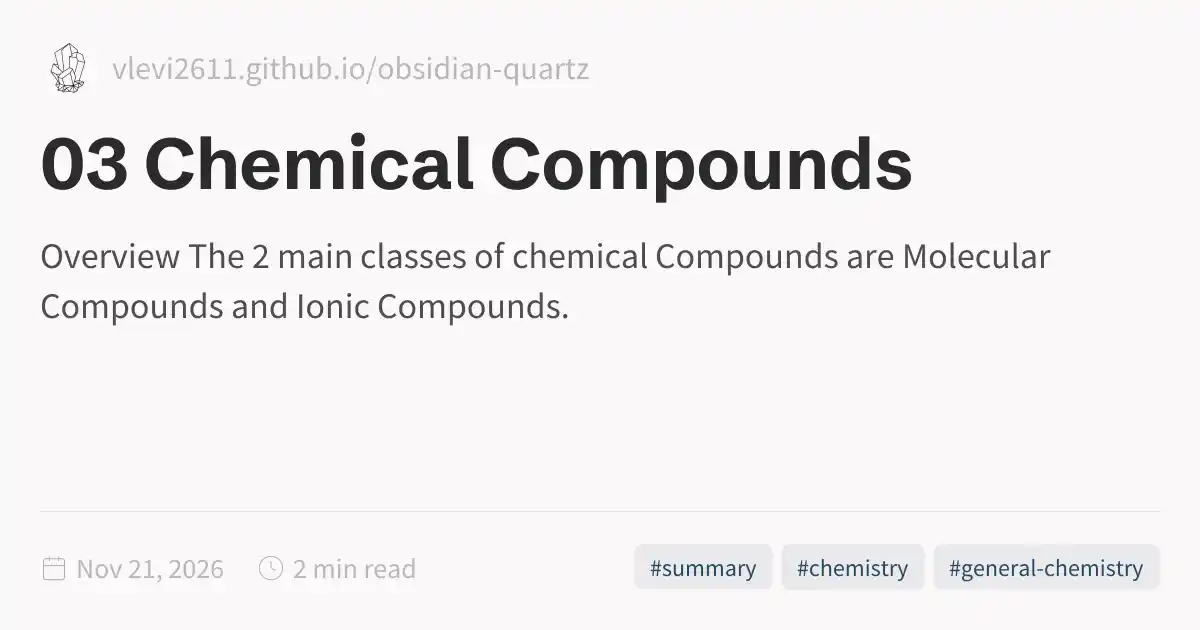 vlevi2611.github.io/obsidian-quartz
03 Chemical Compounds
Overview The 2 main classes of chemical Compounds are Molecular
Compounds and Ionic Compounds.
Nov 21, 2026 2 min read #summary #chemistry #general-chemistry